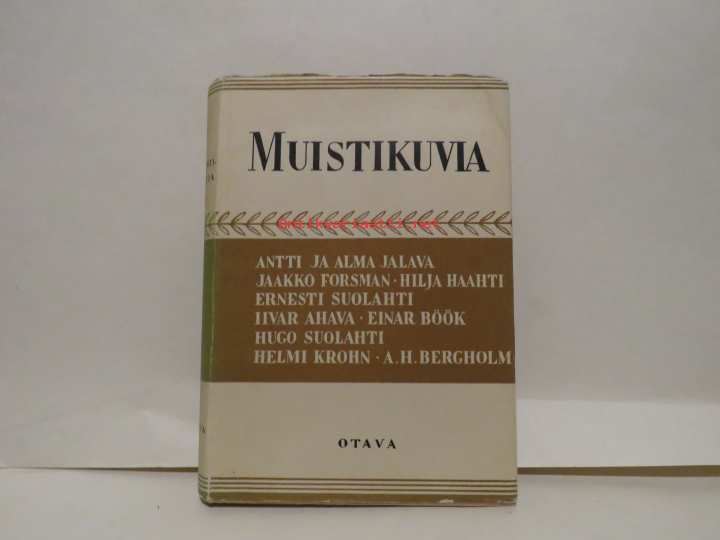 MUISTIKUVIA
ANTTI JA ALMA JALAVA
JAAKKO FORSMAN · HILJA HAAHTI
ERNESTI SUOLAHTI
IIVAR AHAVA · EINAR BÖÖK
HUGO SUOLAHTI
HELMI KROHN · A. H. BERGHOLM
OTAVA